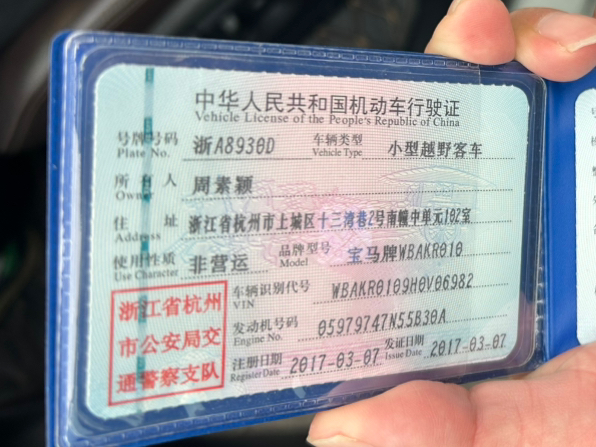 中华人民共和国机动车行驶证
Vehicle License of the People's Republic of China
号牌号码 浙A8930D 车辆类型 小型越野客车
Plate No. Vehicle Type
所有人 周素颖
Owner
住址 浙江省杭州市上城区十三湾巷2号南幢中单元102室
Address
使用性质 非营运 品牌型号 宝马牌WBAKR010
Use Character Model
浙江省杭州市公安局交通警察支队
车辆识别代号 WBAKR0109H0V06982
VIN
发动机号码 05979747N55B30A
Engine No.
注册日期 2017-03-07 发证日期 2017-03-07
Register Date Issue Date